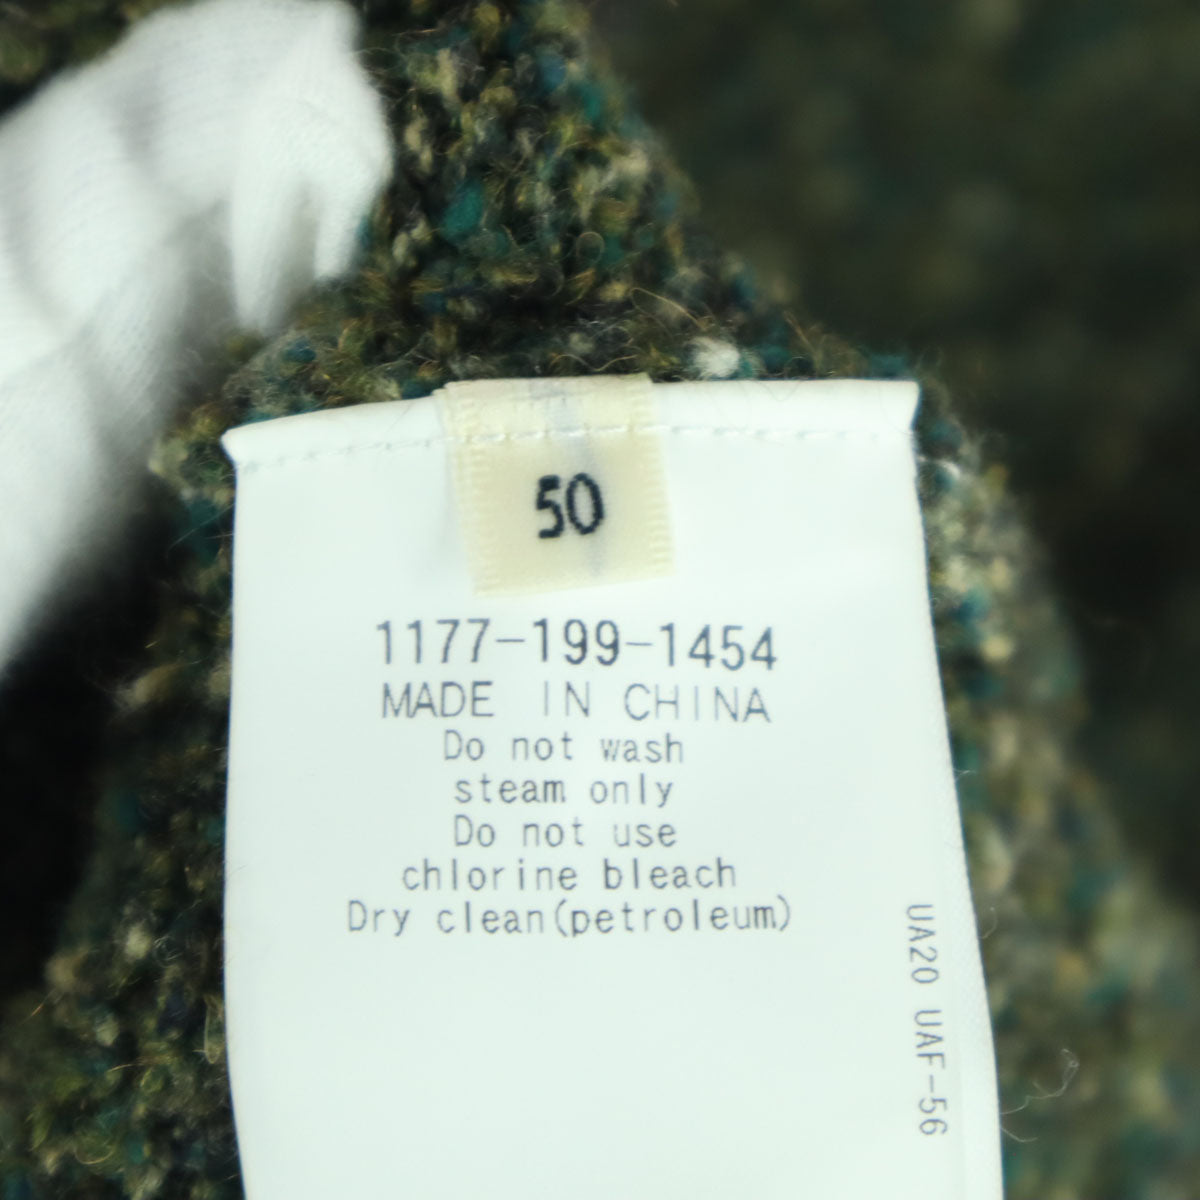 50
1177-199-1454
MADE IN CHINA
Do not wash
steam only
Do not use
chlorine bleach
Dry clean(petroleum)
UA20 UAF-56